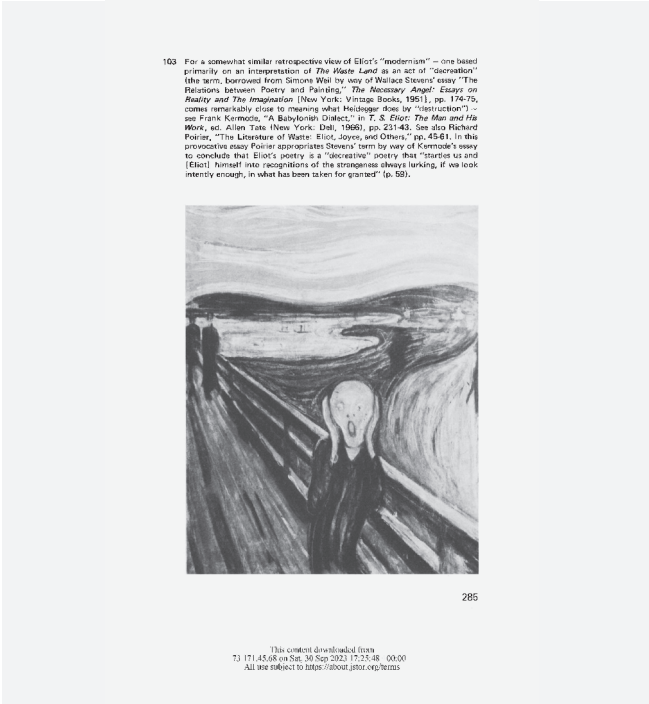 103 For a somewhat similar retrospective view of Eliot's "modernism" – one based
primarily on an interpretation of The Waste Land as an act of "decreation"
(the term, borrowed from Simone Weil by way of Wallace Stevens' essay "The
Relations between Poetry and Painting," The Necessary Angel: Essays on
Reality and The Imagination [New York: Vintage Books, 1951], pp. 174-75,
comes remarkably close to meaning what Heidegger does by "destruction") –
see Frank Kermode, "A Babylonish Dialect," in T. S. Eliot: The Man and His
Work, ed. Allen Tate (New York: Dell, 1966), pp. 231-43. See also Richard
Poirier, "The Literature of Waste: Eliot, Joyce, and Others," pp. 45-61. In this
provocative essay Poirier appropriates Stevens' term by way of Kermode's essay
to conclude that Eliot's poetry is a "decreative" poetry that "startles us and
[Eliot] himself into recognitions of the strangeness always lurking, if we look
intently enough, in what has been taken for granted" (p. 59).
285
This content downloaded from
73.171.45.68 on Sat, 30 Sep 2023 17:25:48 +00:00
All use subject to https://about.jstor.org/terms